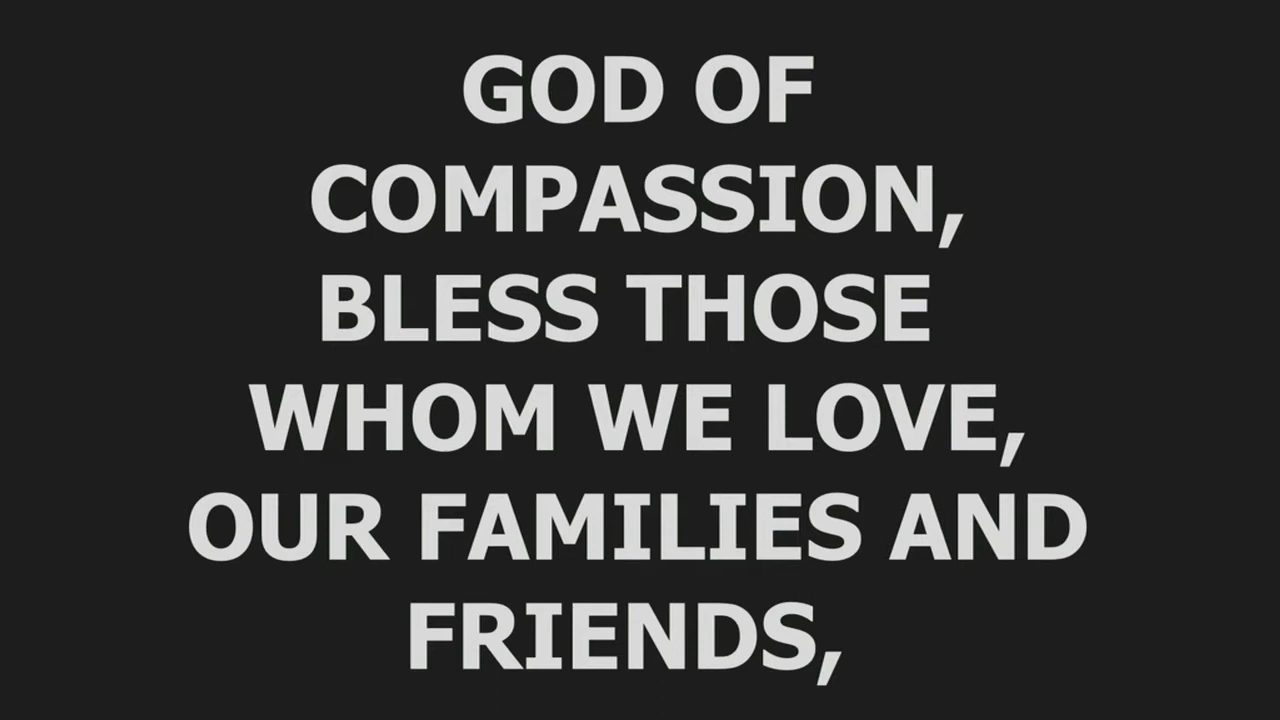 GOD OF
COMPASSION,
BLESS THOSE
WHOM WE LOVE,
OUR FAMILIES AND
FRIENDS,